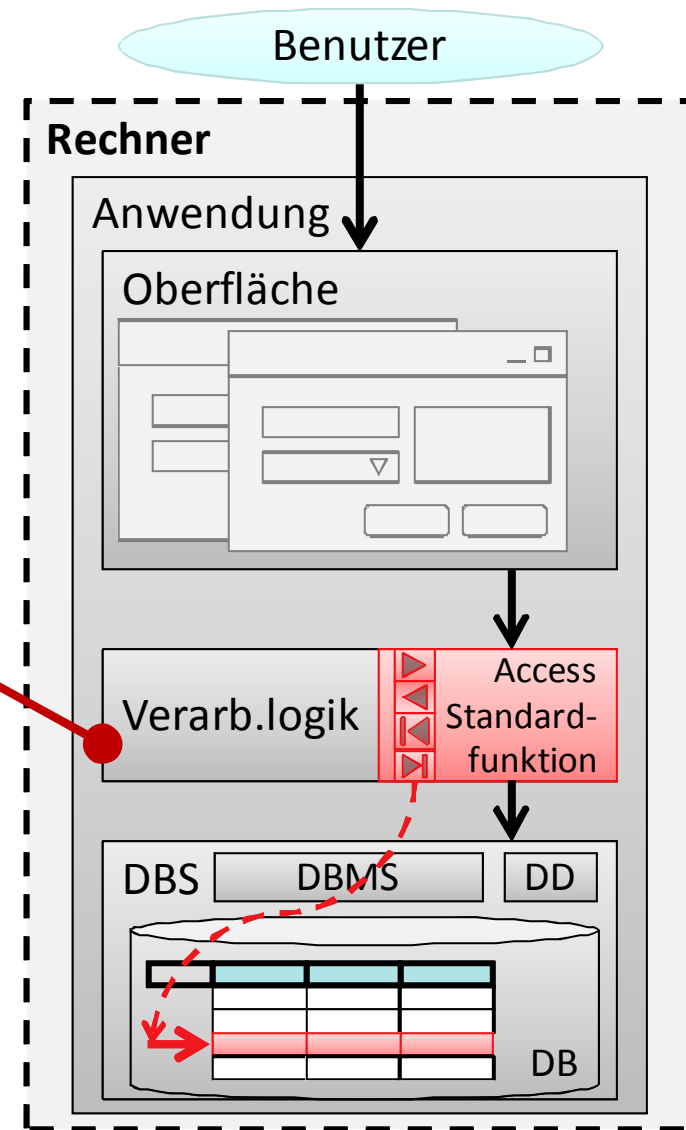 Benutzer
Rechner
Anwendung
Oberfläche
Verarb.logik
Access
Standard-
funktion
DBS
DBMS
DD
DB